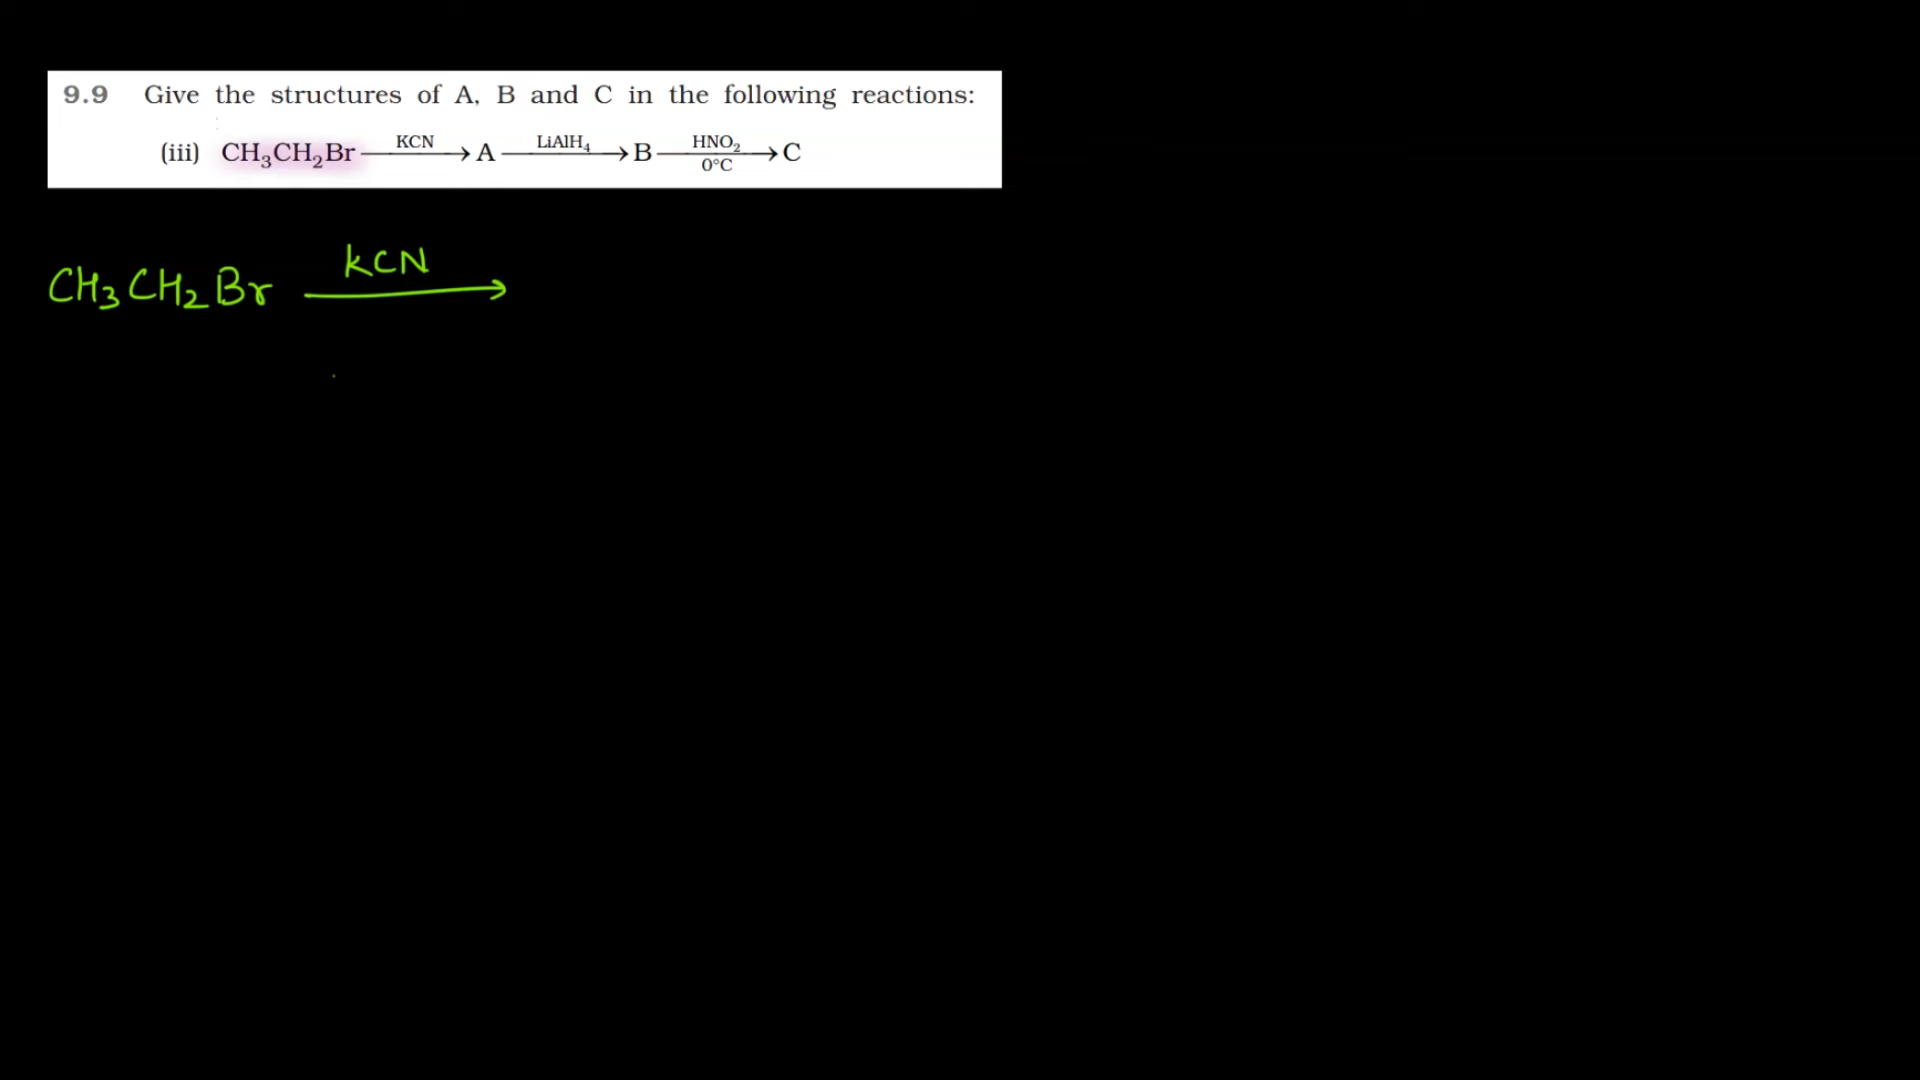 9.9 Give the structures of A, B and C in the following reactions:
(iii) CH₃CH₂Br —KCN→ A —LiAlH₄→ B —HNO₂ 0°C→ C
CH₃CH₂Br —kCN→